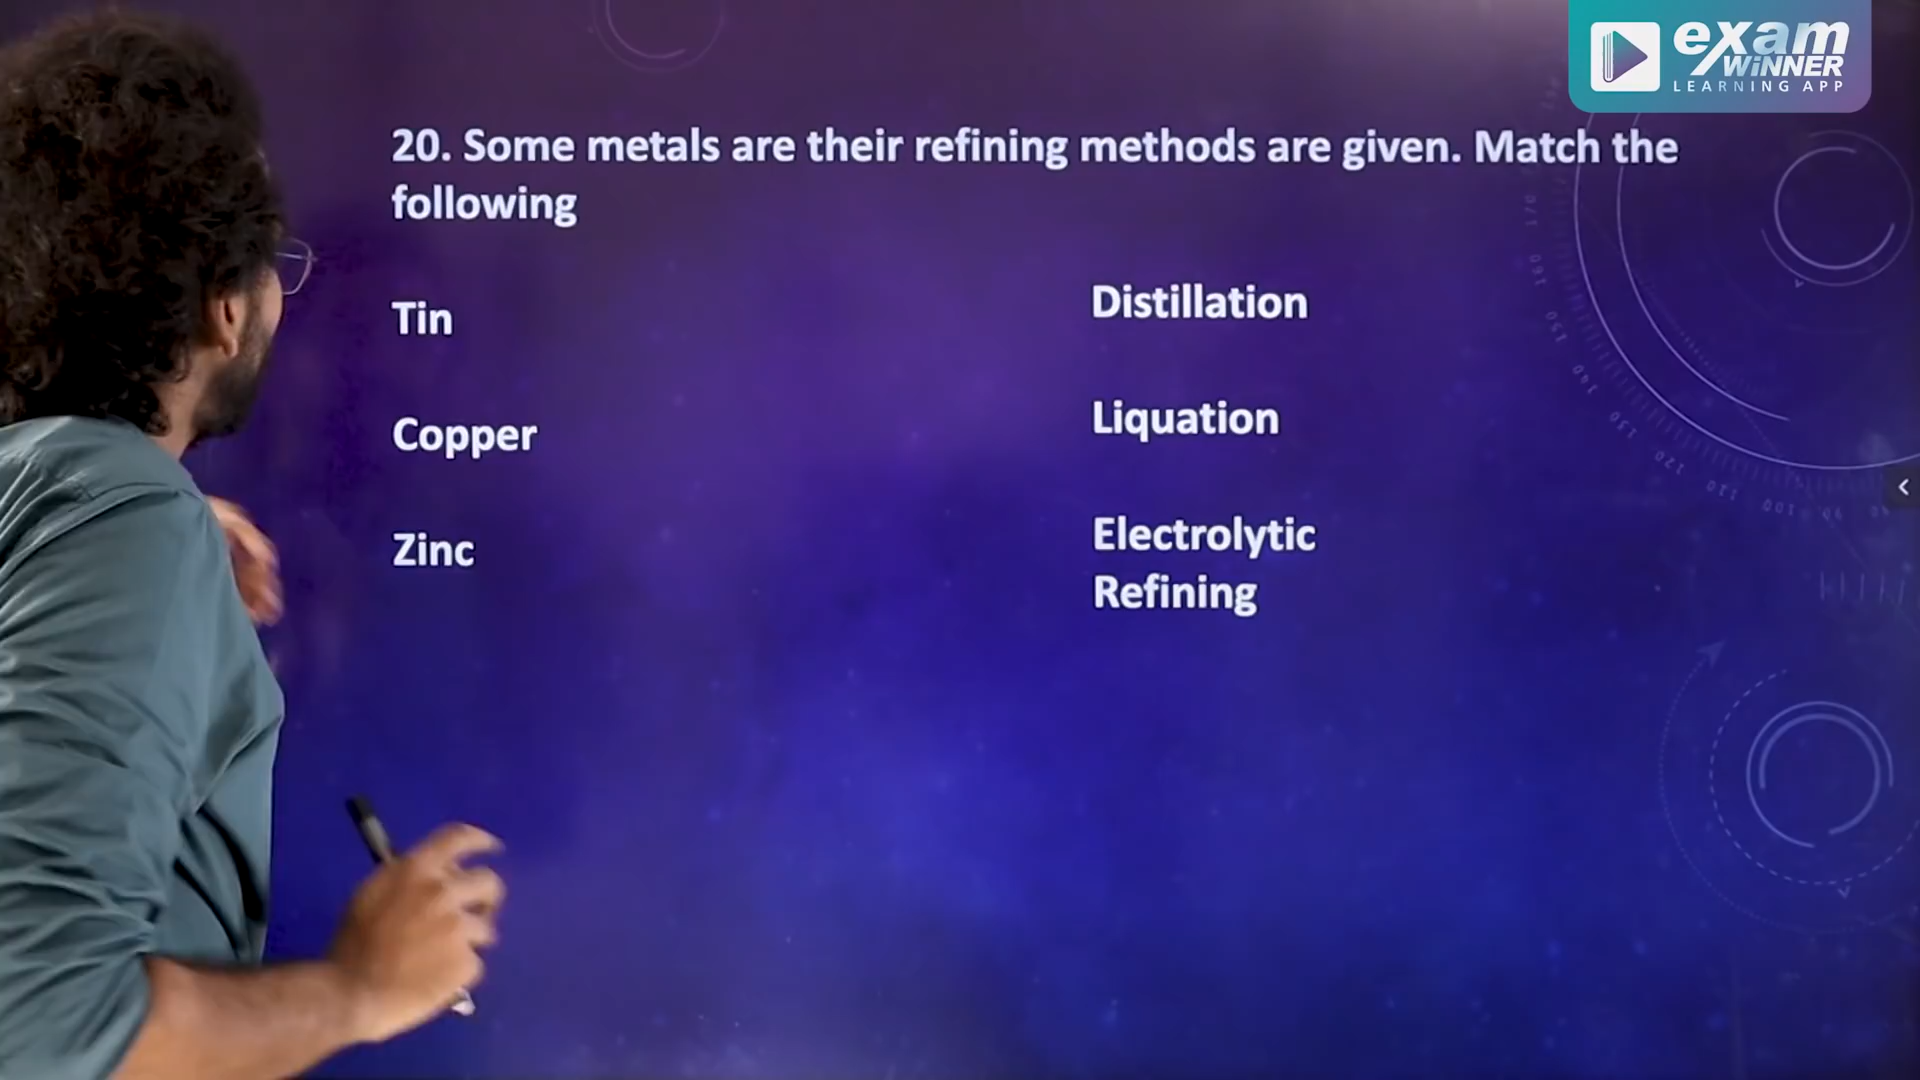 exam
WiNNER
LEARNING APP
20. Some metals are their refining methods are given. Match the
following
Tin
Distillation
Copper
Liquation
Zinc
Electrolytic
Refining